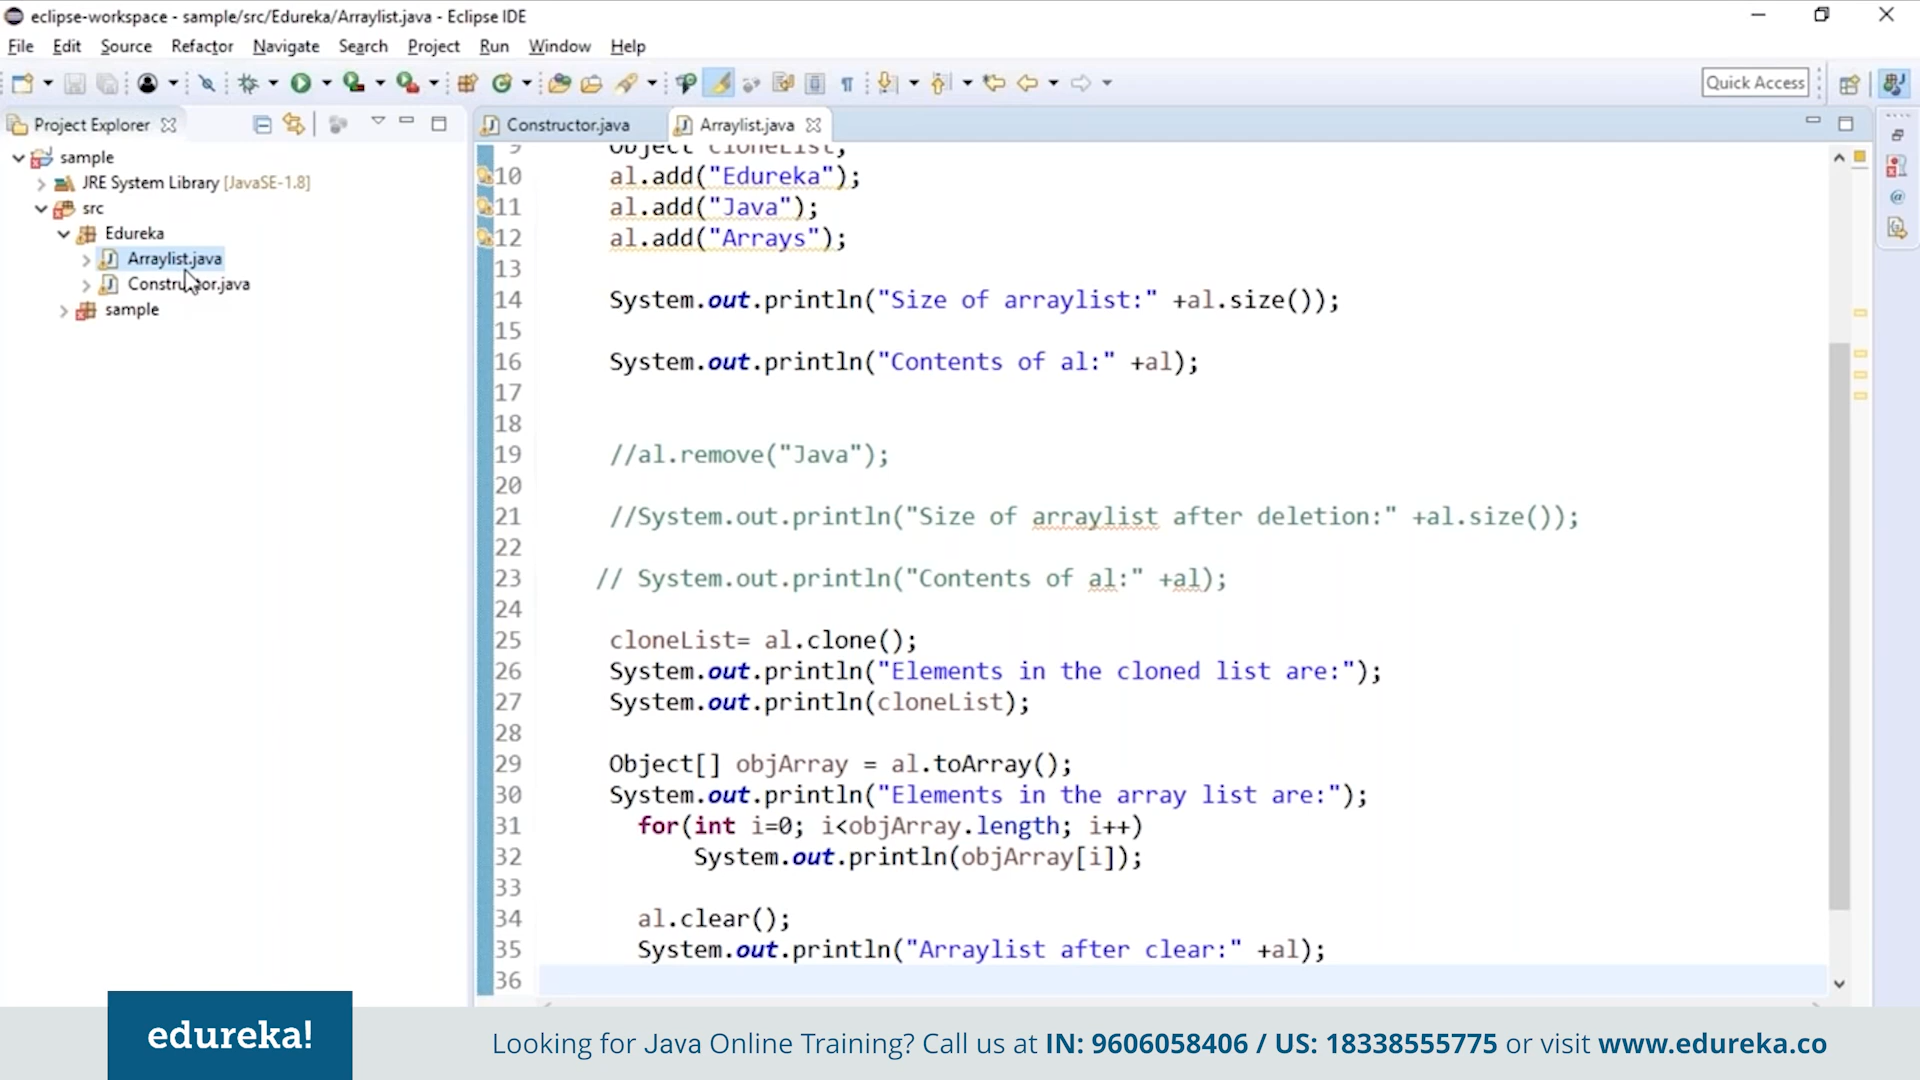 eclipse-workspace - sample/src/Edureka/Arraylist.java - Eclipse IDE
File Edit Source Refactor Navigate Search Project Run Window Help
Quick Access
Project Explorer
Constructor.java
Arraylist.java
sample
JRE System Library [JavaSE-1.8]
src
Edureka
Arraylist.java
Constructor.java
sample
9 Object cloneList;
10 al.add("Edureka");
11 al.add("Java");
12 al.add("Arrays");
13
14 System.out.println("Size of arraylist:" +al.size());
15
16 System.out.println("Contents of al:" +al);
17
18
19 //al.remove("Java");
20
21 //System.out.println("Size of arraylist after deletion:" +al.size());
22
23 // System.out.println("Contents of al:" +al);
24
25 cloneList= al.clone();
26 System.out.println("Elements in the cloned list are:");
27 System.out.println(cloneList);
28
29 Object[] objArray = al.toArray();
30 System.out.println("Elements in the array list are:");
31 for(int i=0; i<objArray.length; i++)
32 System.out.println(objArray[i]);
33
34 al.clear();
35 System.out.println("Arraylist after clear:" +al);
36
edureka!
Looking for Java Online Training? Call us at IN: 9606058406 / US: 18338555775 or visit www.edureka.co